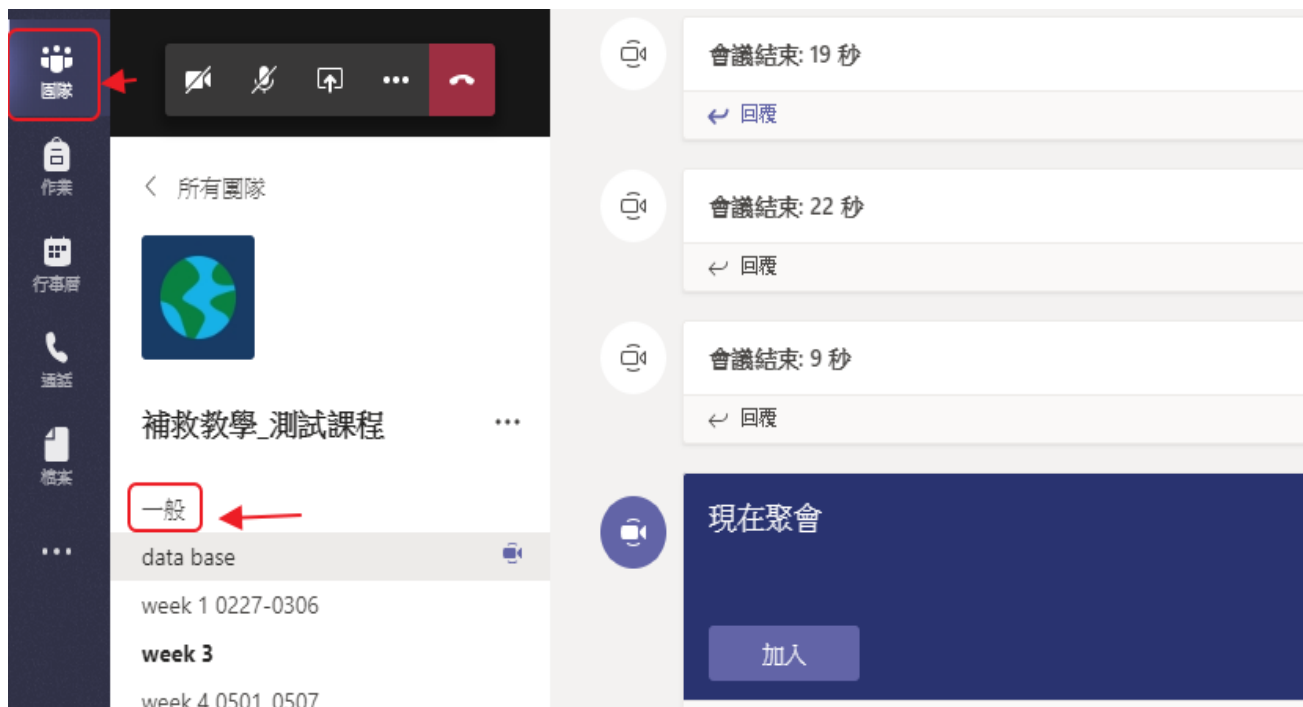 團隊
作業
行事曆
通話
檔案
所有團隊
補救教學_測試課程
一般
data base
week 1 0227-0306
week 3
week 4 0501 0507
會議結束: 19 秒
回覆
會議結束: 22 秒
回覆
會議結束: 9 秒
回覆
現在聚會
加入